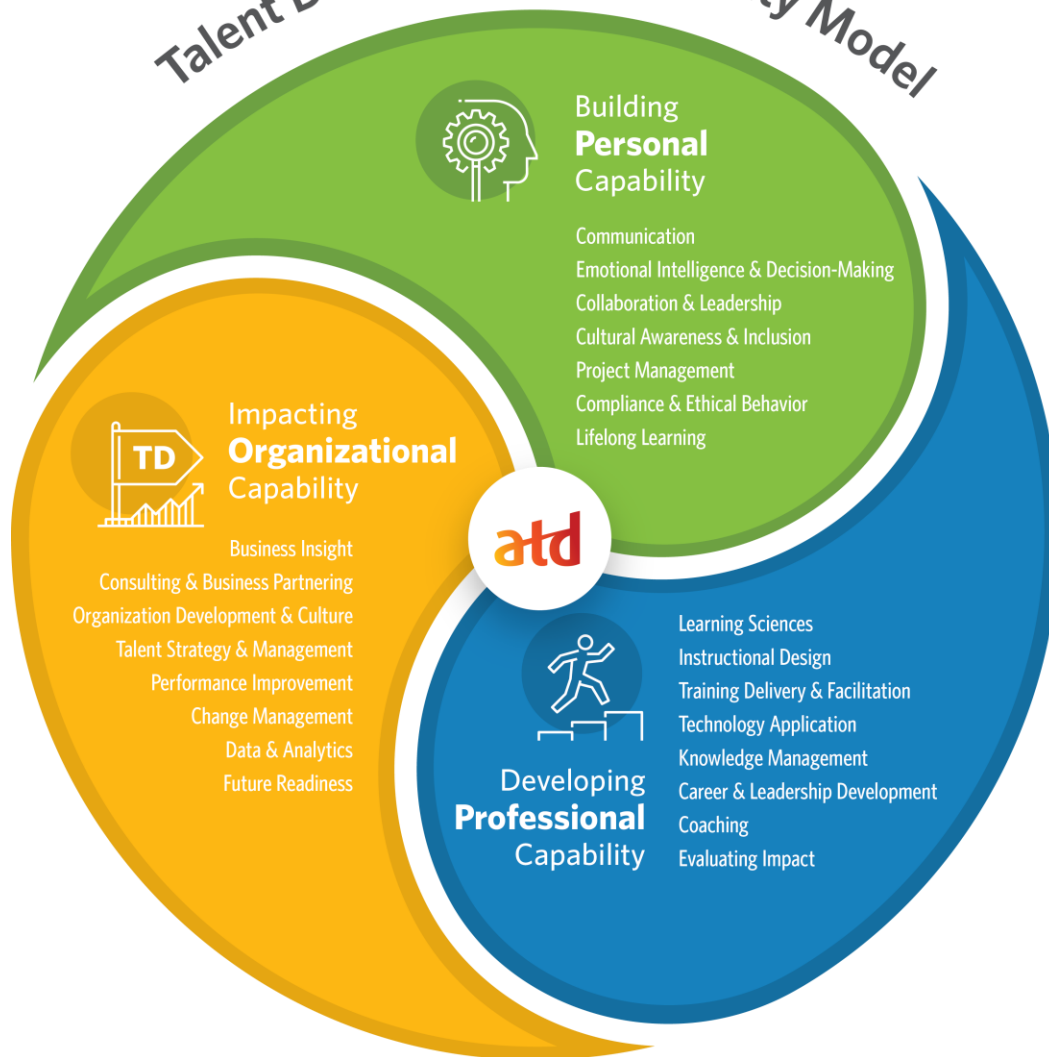 Talent
Model
Building
Personal
Capability
Communication
Emotional Intelligence & Decision-Making
Collaboration & Leadership
Cultural Awareness & Inclusion
Project Management
Compliance & Ethical Behavior
Lifelong Learning
TD
Impacting
Organizational
Capability
Business Insight
Consulting & Business Partnering
Organization Development & Culture
Talent Strategy & Management
Performance Improvement
Change Management
Data & Analytics
Future Readiness
atd
Developing
Professional
Capability
Learning Sciences
Instructional Design
Training Delivery & Facilitation
Technology Application
Knowledge Management
Career & Leadership Development
Coaching
Evaluating Impact